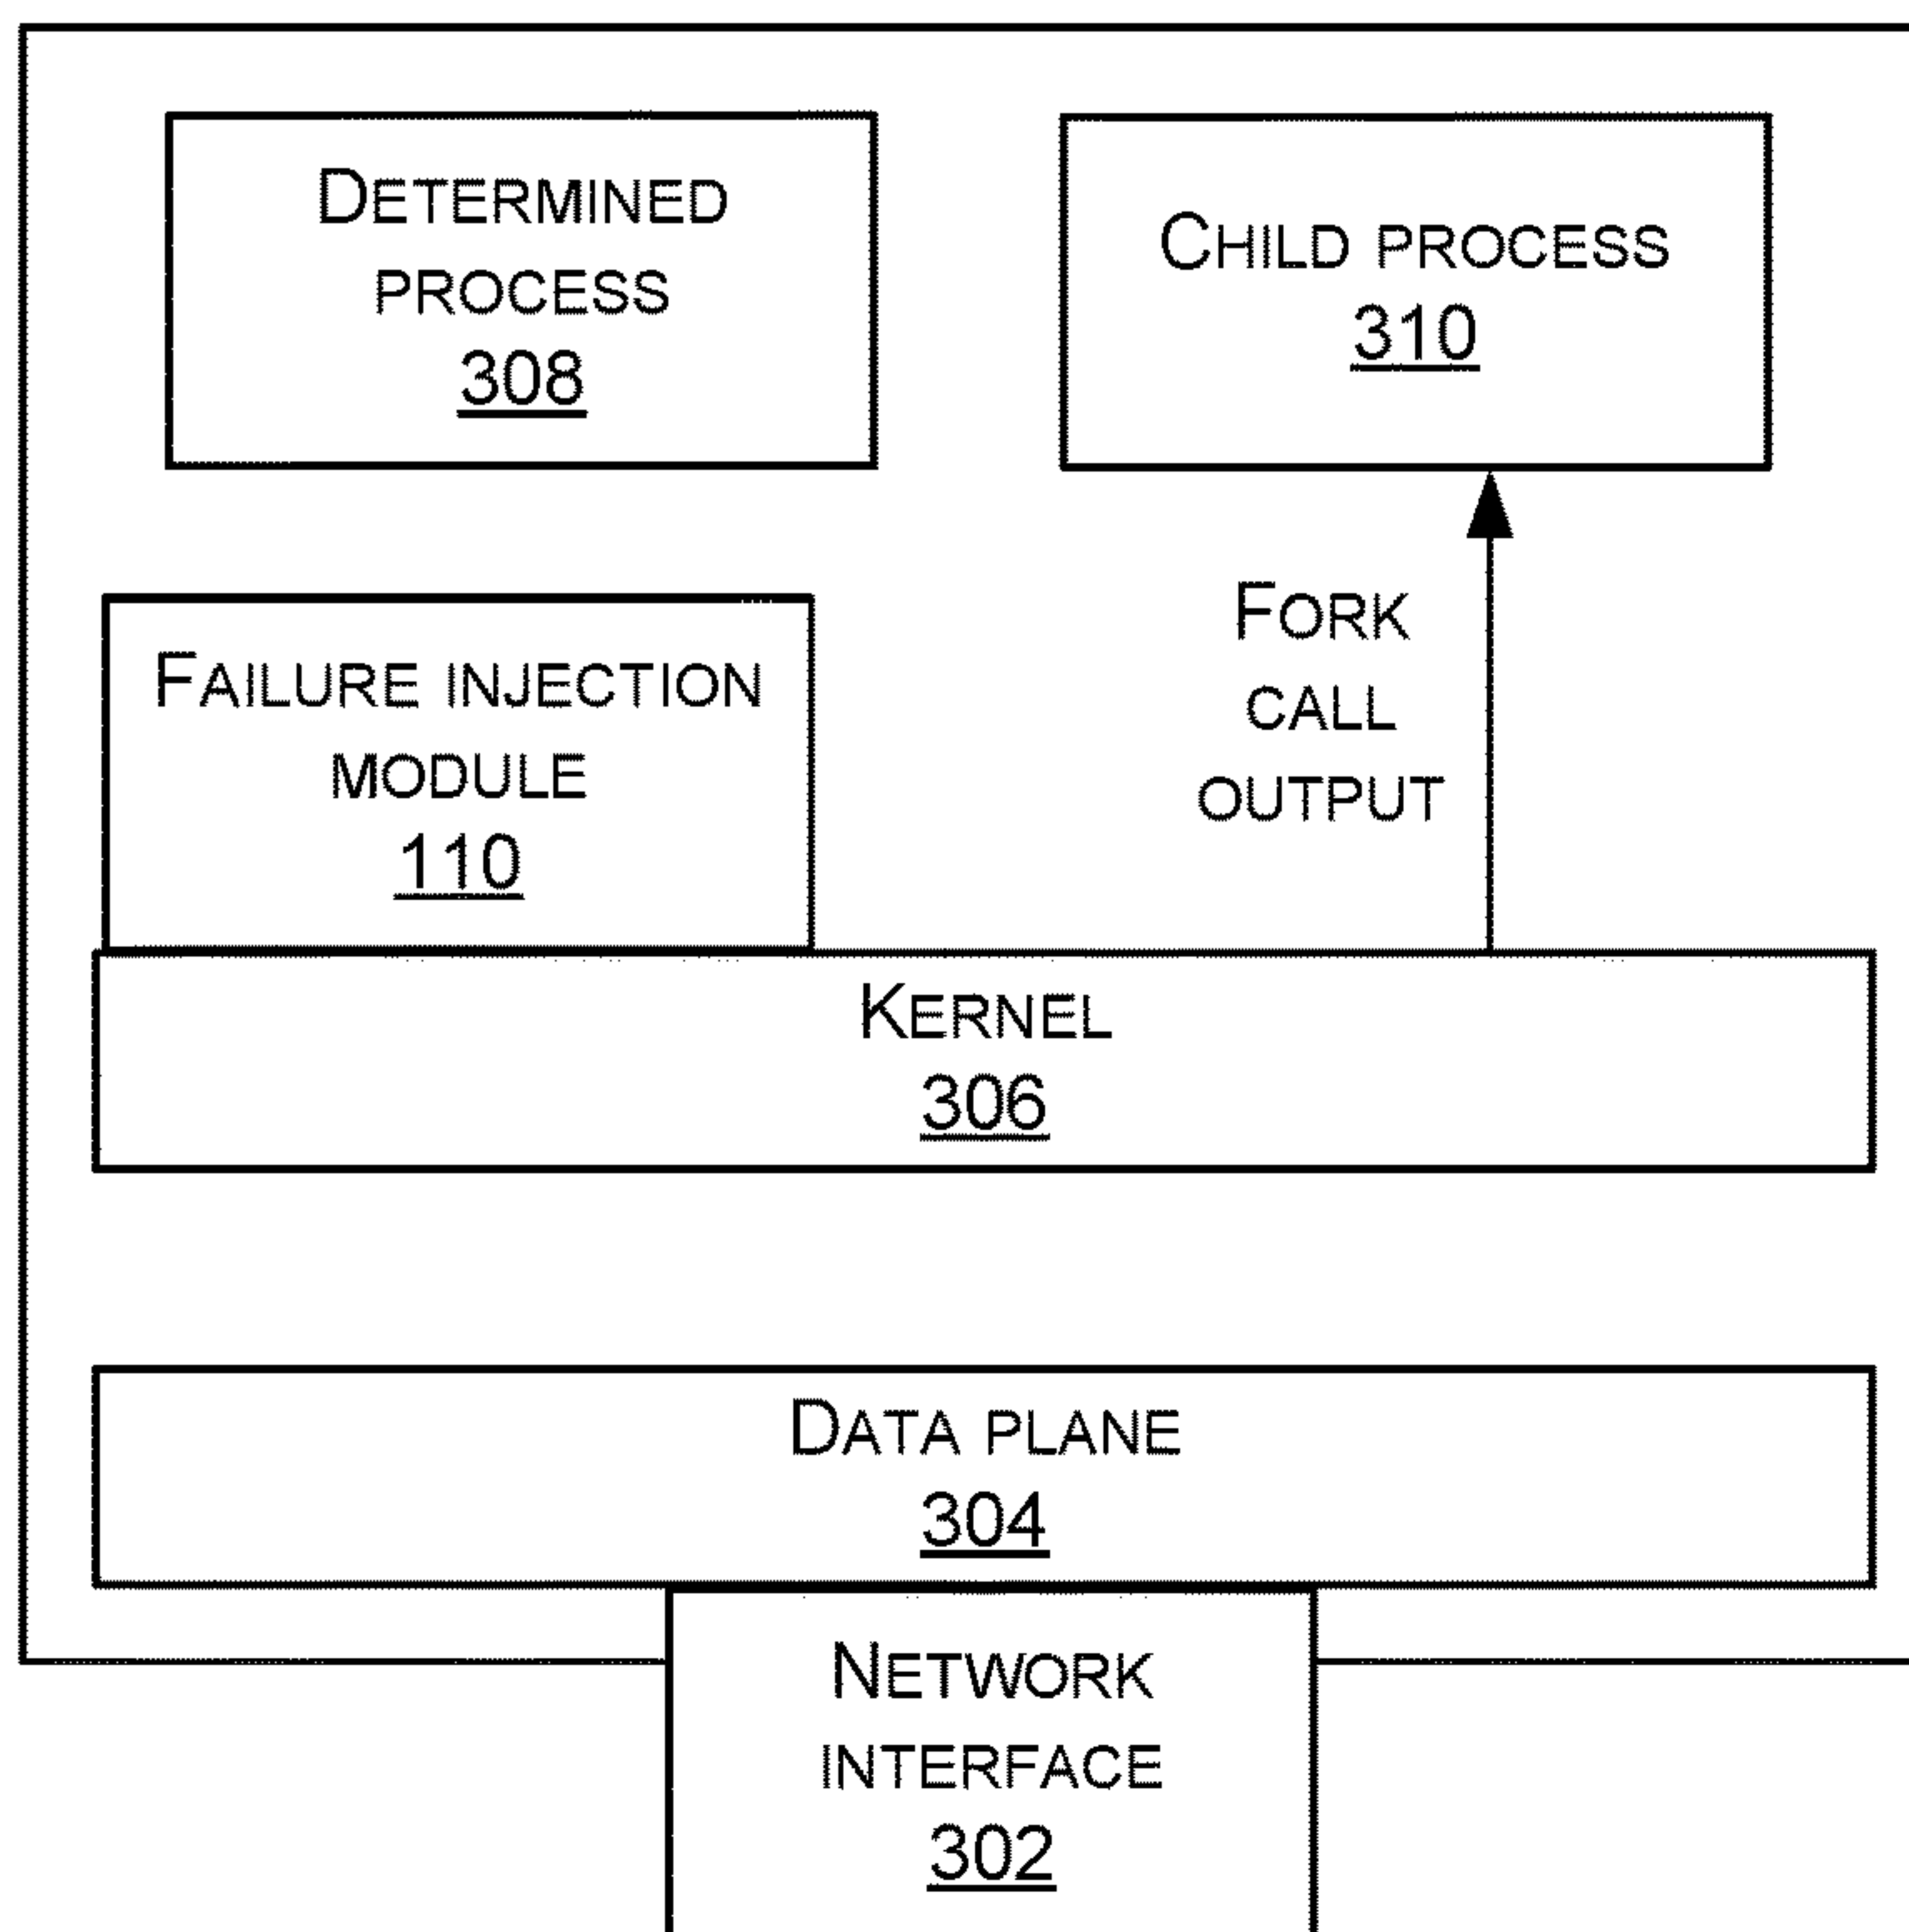 DETERMINED
PROCESS
308
CHILD PROCESS
310
FAILURE INJECTION
MODULE
110
FORK
CALL
OUTPUT
KERNEL
306
DATA PLANE
304
NETWORK
INTERFACE
302